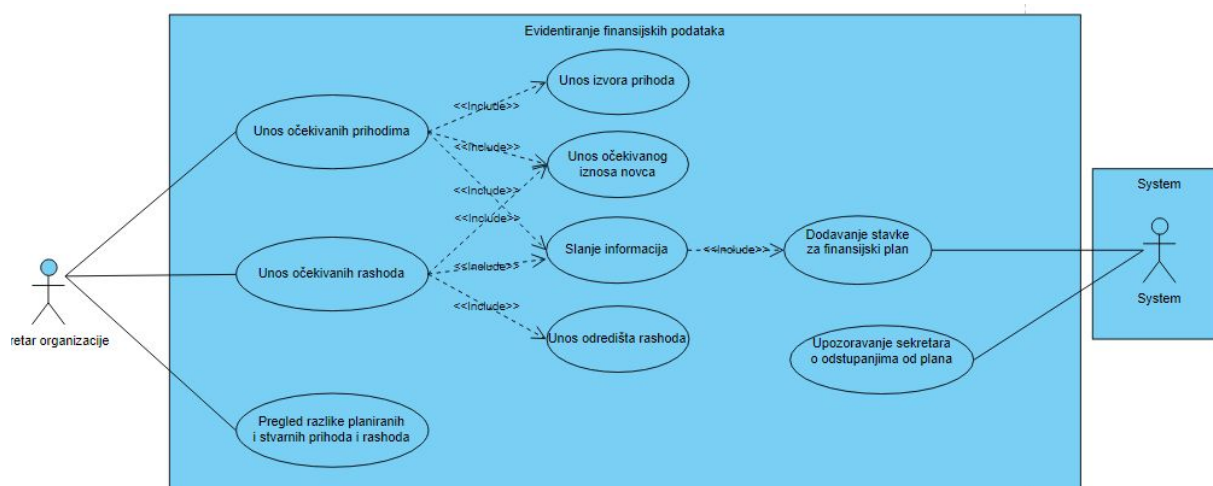 Evidentiranje finansijskih podataka
Unos izvora prihoda
<<Include>>
Unos očekivanih prihodima
<<Include>>
Unos očekivanog
iznosa novca
<<Include>>
<<Include>>
System
Slanje informacija
<<Include>>
Dodavanje stavke
za finansijski plan
Unos očekivanih rashoda
<<Include>>
<<Include>>
System
Unos odredišta rashoda
retar organizacije
Upozoravanje sekretara
o odstupanjima od plana
Pregled razlike planiranih
i stvarnih prihoda i rashoda